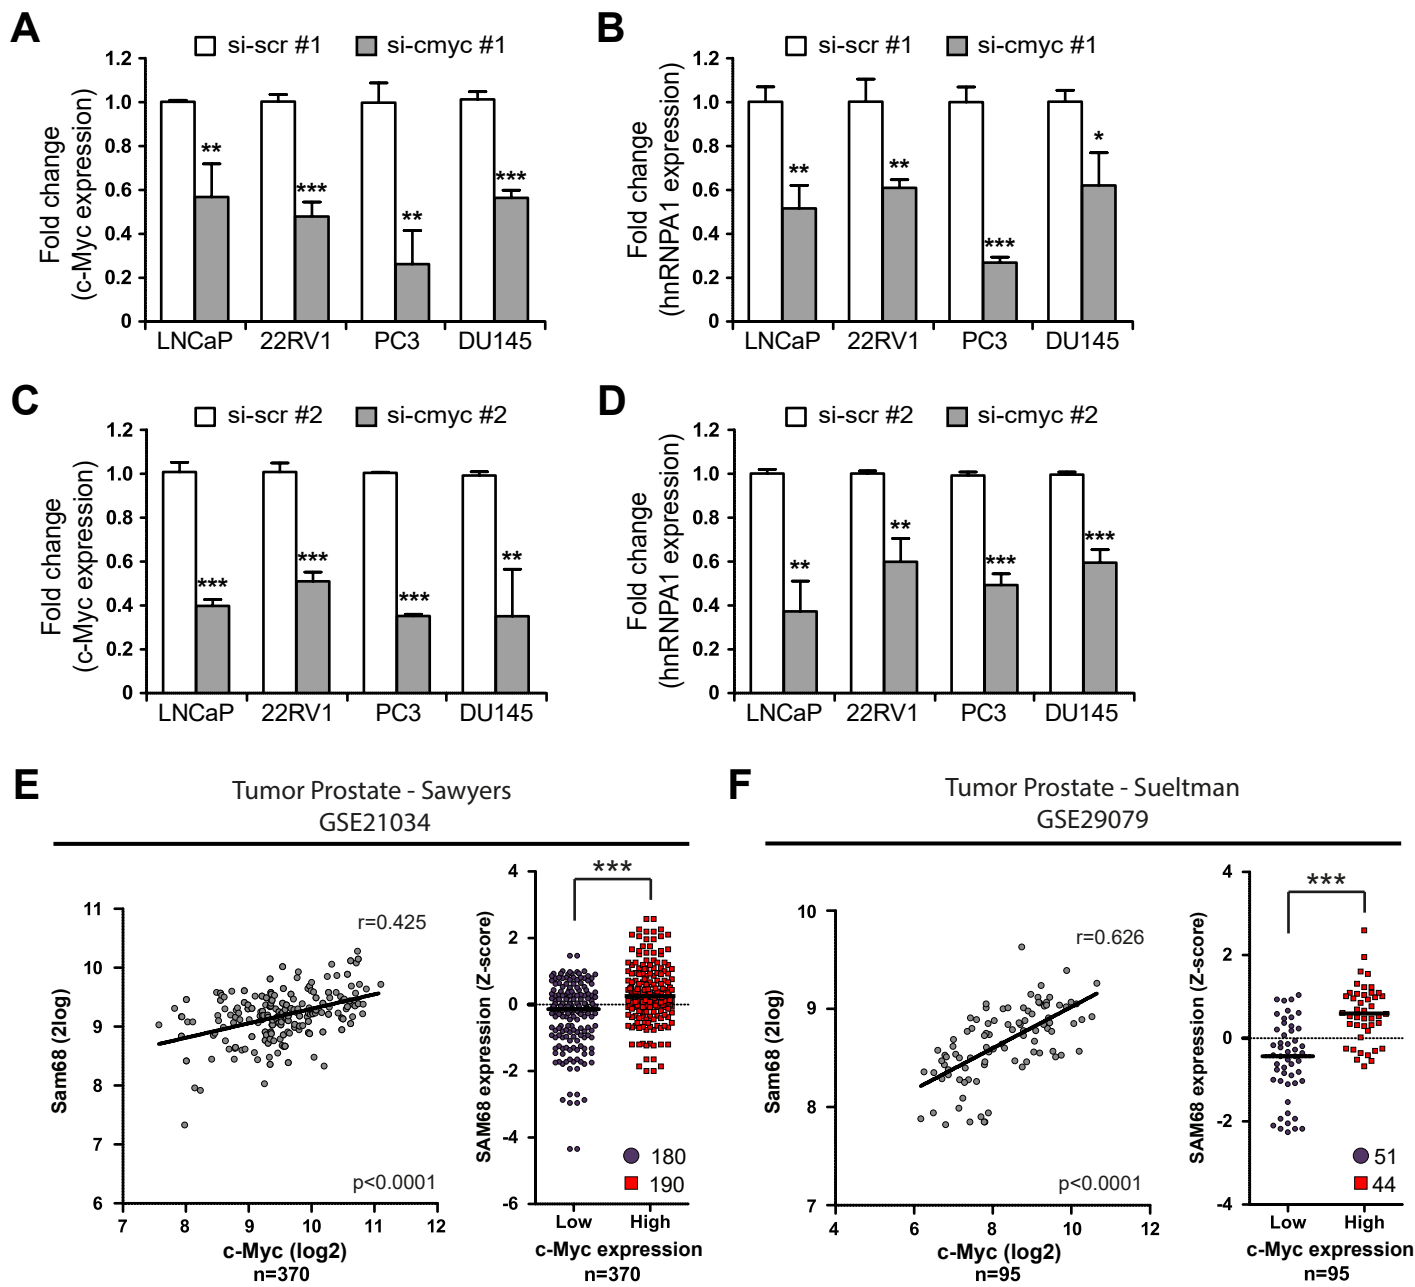 A
si-scr #1 si-cmyc #1
Fold change
(c-Myc expression)
1.2
1.0
0.8
0.6
0.4
0.2
0
** *** ** ***
LNCaP 22RV1 PC3 DU145
B
si-scr #1 si-cmyc #1
Fold change
(hnRNPA1 expression)
1.2
1.0
0.8
0.6
0.4
0.2
0
** ** *** *
LNCaP 22RV1 PC3 DU145
C
si-scr #2 si-cmyc #2
Fold change
(c-Myc expression)
1.2
1.0
0.8
0.6
0.4
0.2
0
*** *** *** **
LNCaP 22RV1 PC3 DU145
D
si-scr #2 si-cmyc #2
Fold change
(hnRNPA1 expression)
1.2
1.0
0.8
0.6
0.4
0.2
0
** ** *** ***
LNCaP 22RV1 PC3 DU145
E
Tumor Prostate - Sawyers
GSE21034
Sam68 (2log)
11
10
9
8
7
6
r=0.425
p<0.0001
7 8 9 10 11 12
c-Myc (log2)
n=370
SAM68 expression (Z-score)
4
2
0
-2
-4
-6
***
180
190
Low High
c-Myc expression
n=370
F
Tumor Prostate - Sueltman
GSE29079
Sam68 (2log)
10
9
8
7
r=0.626
p<0.0001
4 6 8 10 12
c-Myc (log2)
n=95
SAM68 expression (Z-score)
4
2
0
-2
-4
***
51
44
Low High
c-Myc expression
n=95